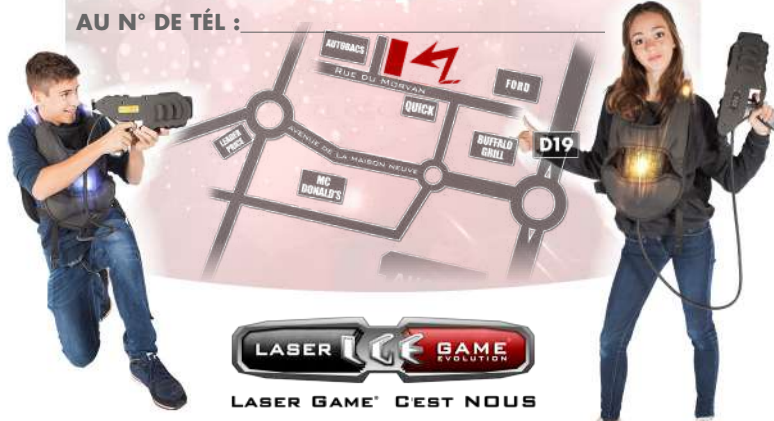 AU N° DE TÉL :
AUTOBACS
RUE DU MORVAN
FORD
QUICK
LEADER PRICE
AVENUE DE LA MAISON NEUVE
BUFFALO GRILL
D19
MC DONALD'S
LASER LGE GAME
EVOLUTION
LASER GAME® C'EST NOUS